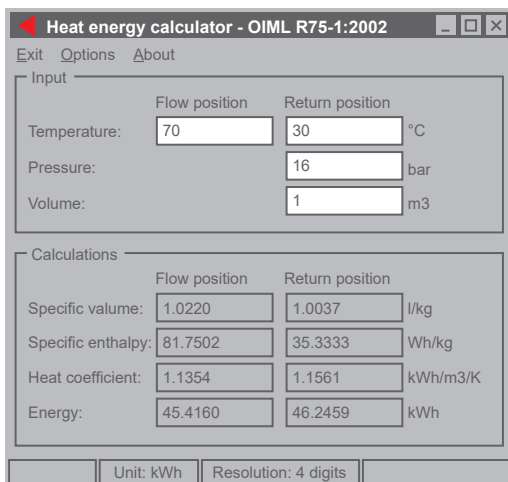 Heat energy calculator - OIML R75-1:2002
Exit Options About
Input
Flow position Return position
Temperature: 70 30 °C
Pressure: 16 bar
Volume: 1 m3
Calculations
Flow position Return position
Specific valume: 1.0220 1.0037 l/kg
Specific enthalpy: 81.7502 35.3333 Wh/kg
Heat coefficient: 1.1354 1.1561 kWh/m3/K
Energy: 45.4160 46.2459 kWh
Unit: kWh Resolution: 4 digits